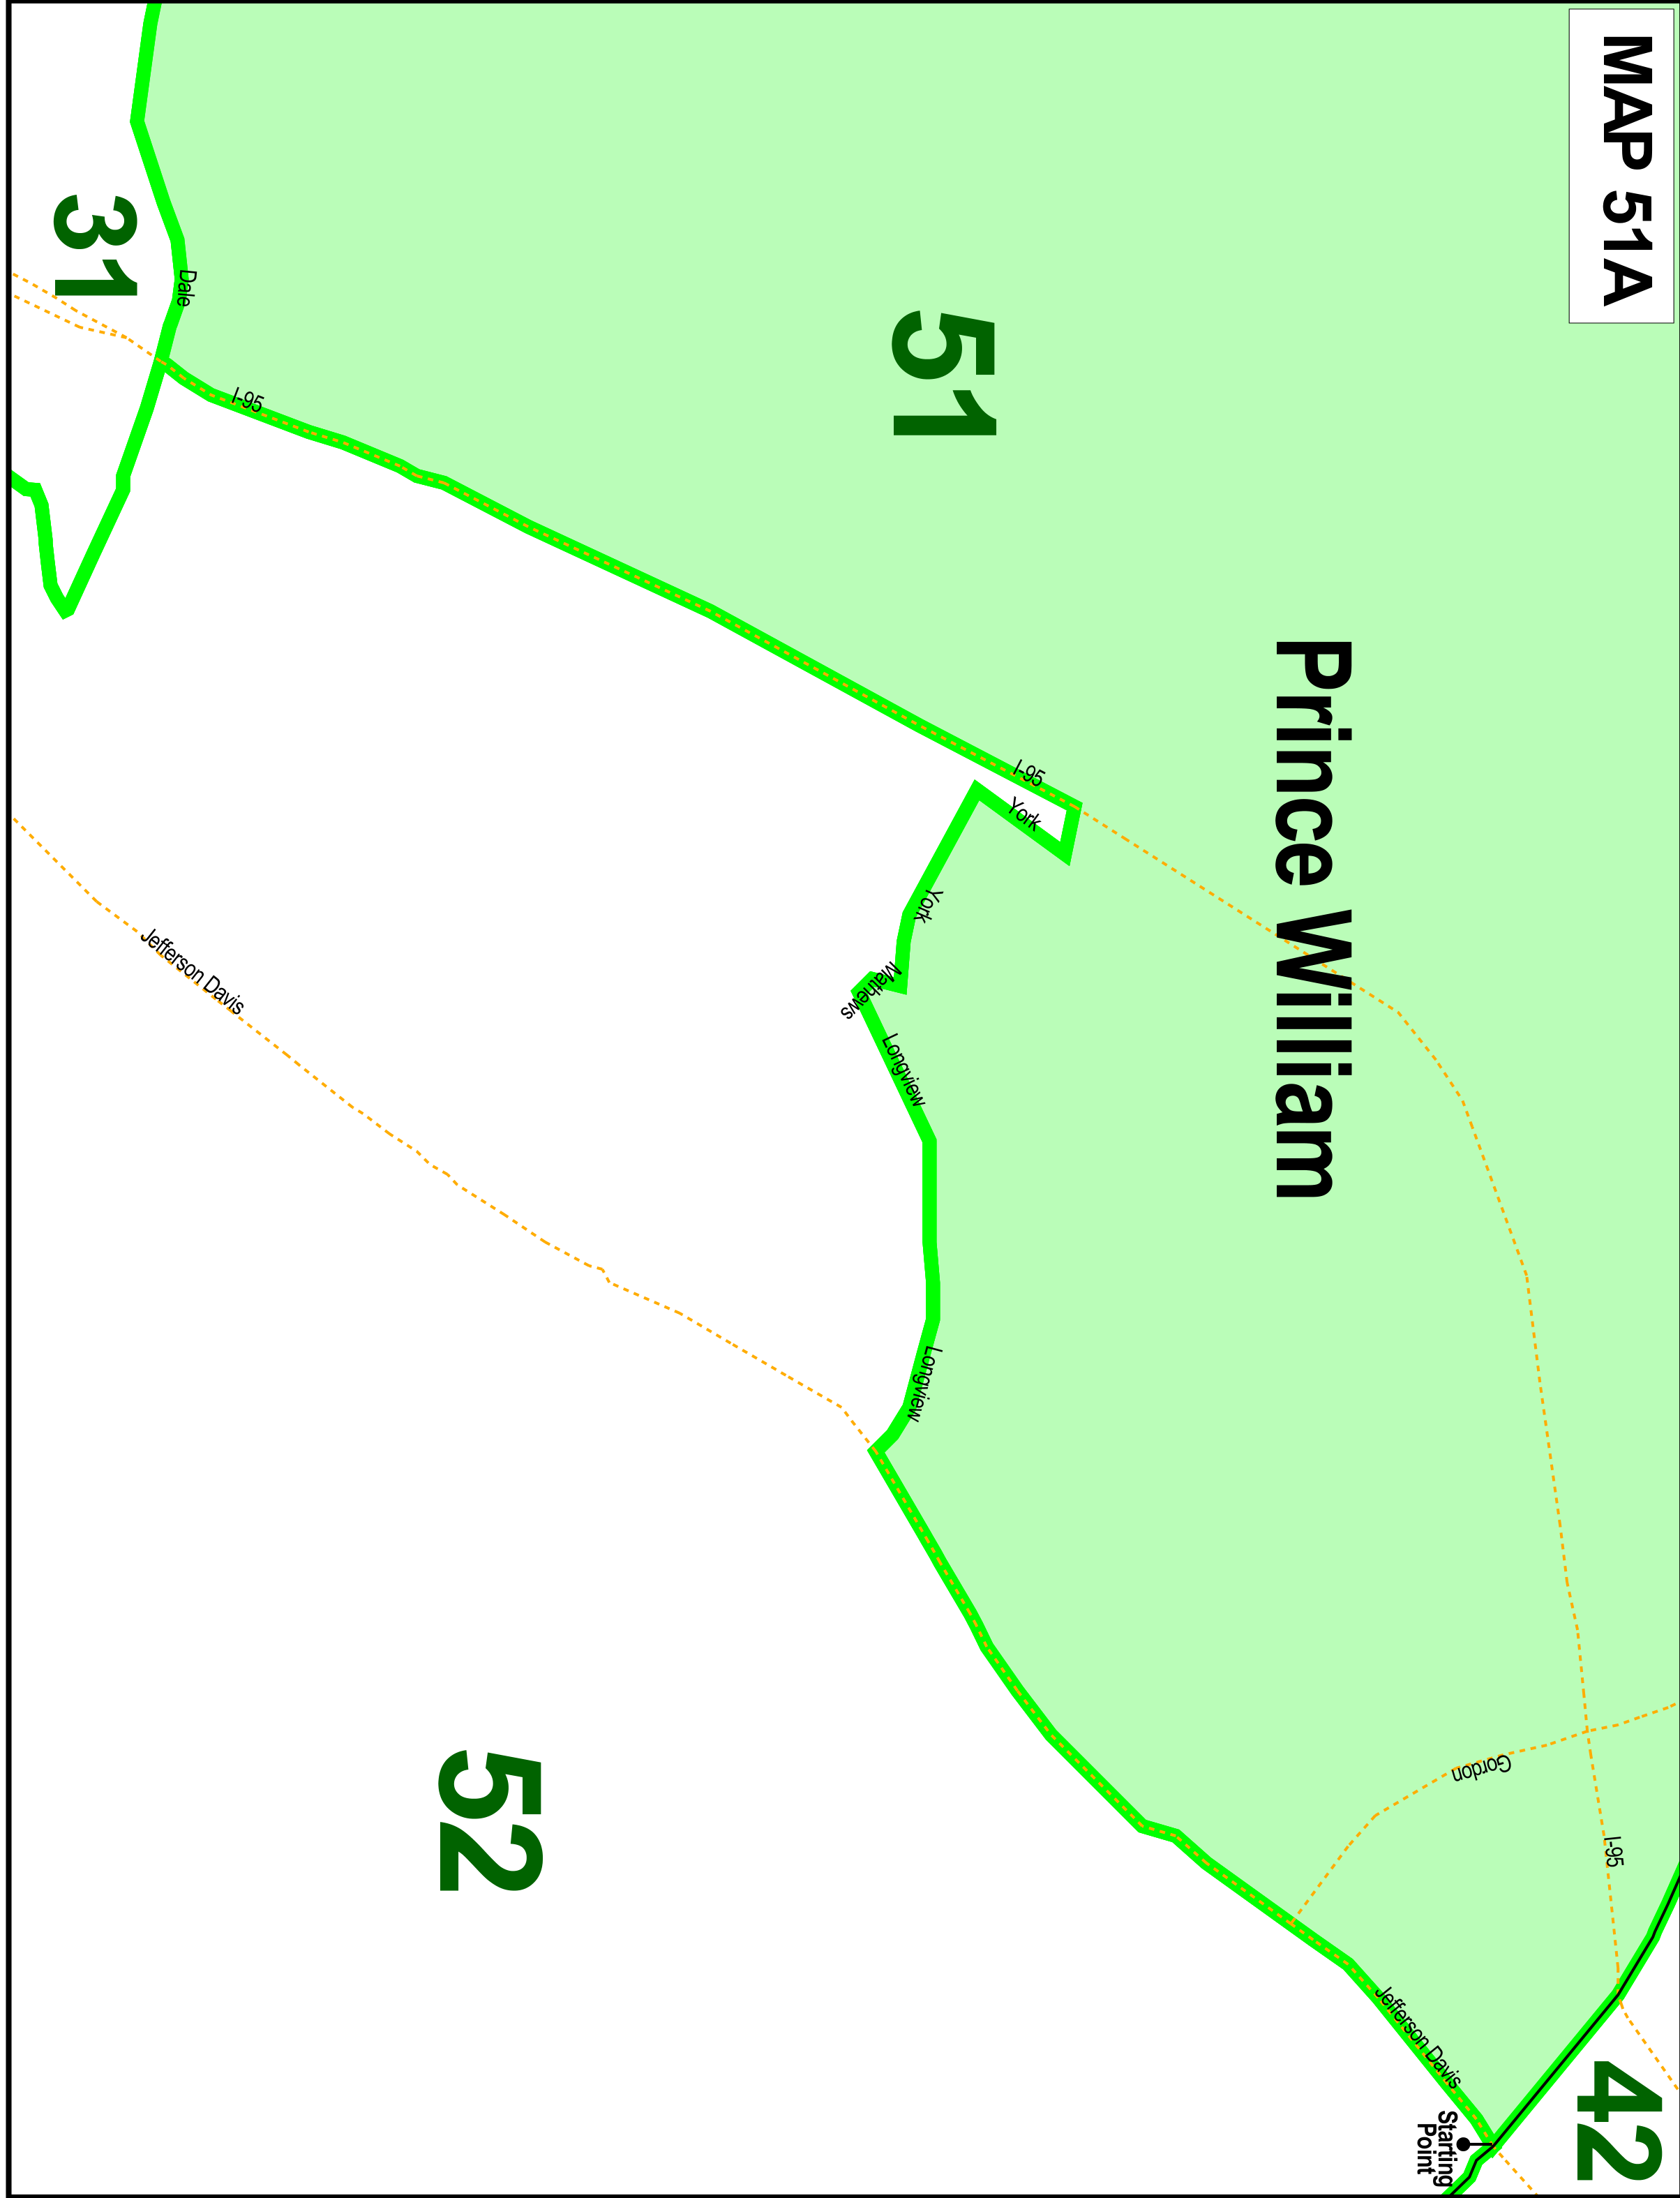 MAP 51A
Prince William
51
31
52
42
Dale
I-95
I-95
York
York
Mathews
Longview
Longview
Jefferson Davis
Gordon
I-95
Jefferson Davis
Starting
Point